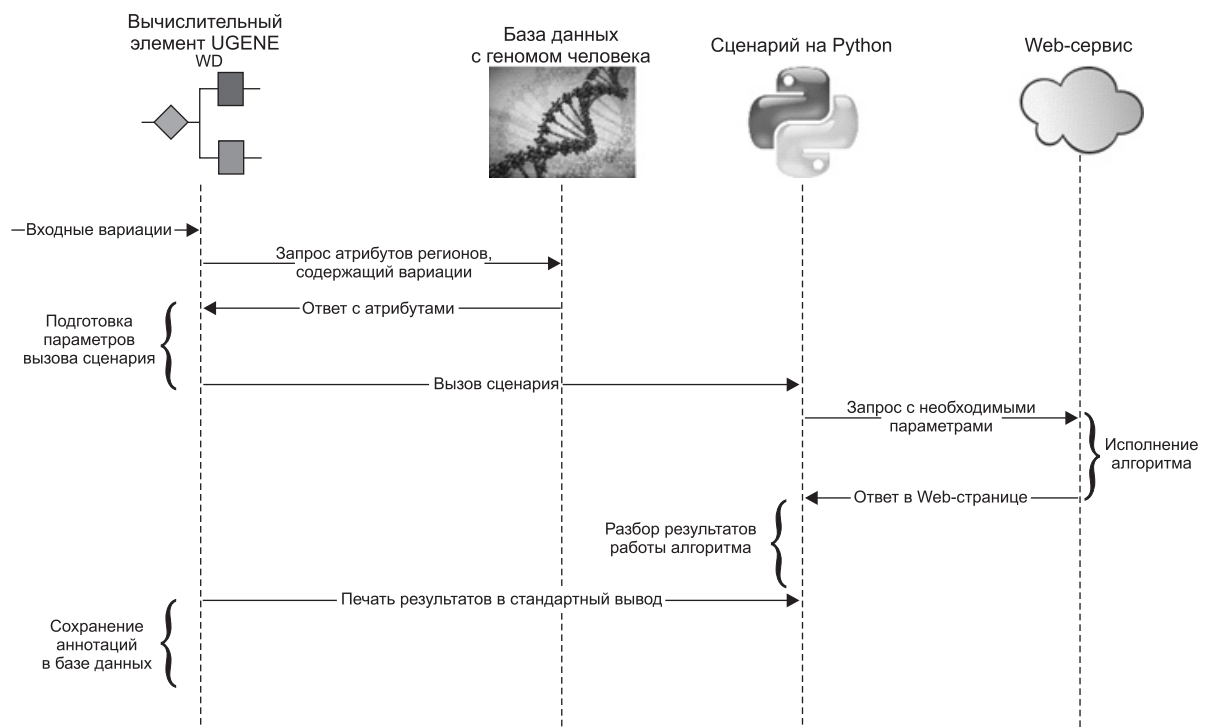 Вычислительный
элемент UGENE
WD
База данных
с геномом человека
Сценарий на Python
Web-сервис
Входные вариации
Запрос атрибутов регионов,
содержащий вариации
Ответ с атрибутами
Подготовка
параметров
вызова сценария
Вызов сценария
Запрос с необходимыми
параметрами
Исполнение
алгоритма
Ответ в Web-странице
Разбор результатов
работы алгоритма
Печать результатов в стандартный вывод
Сохранение
аннотаций
в базе данных